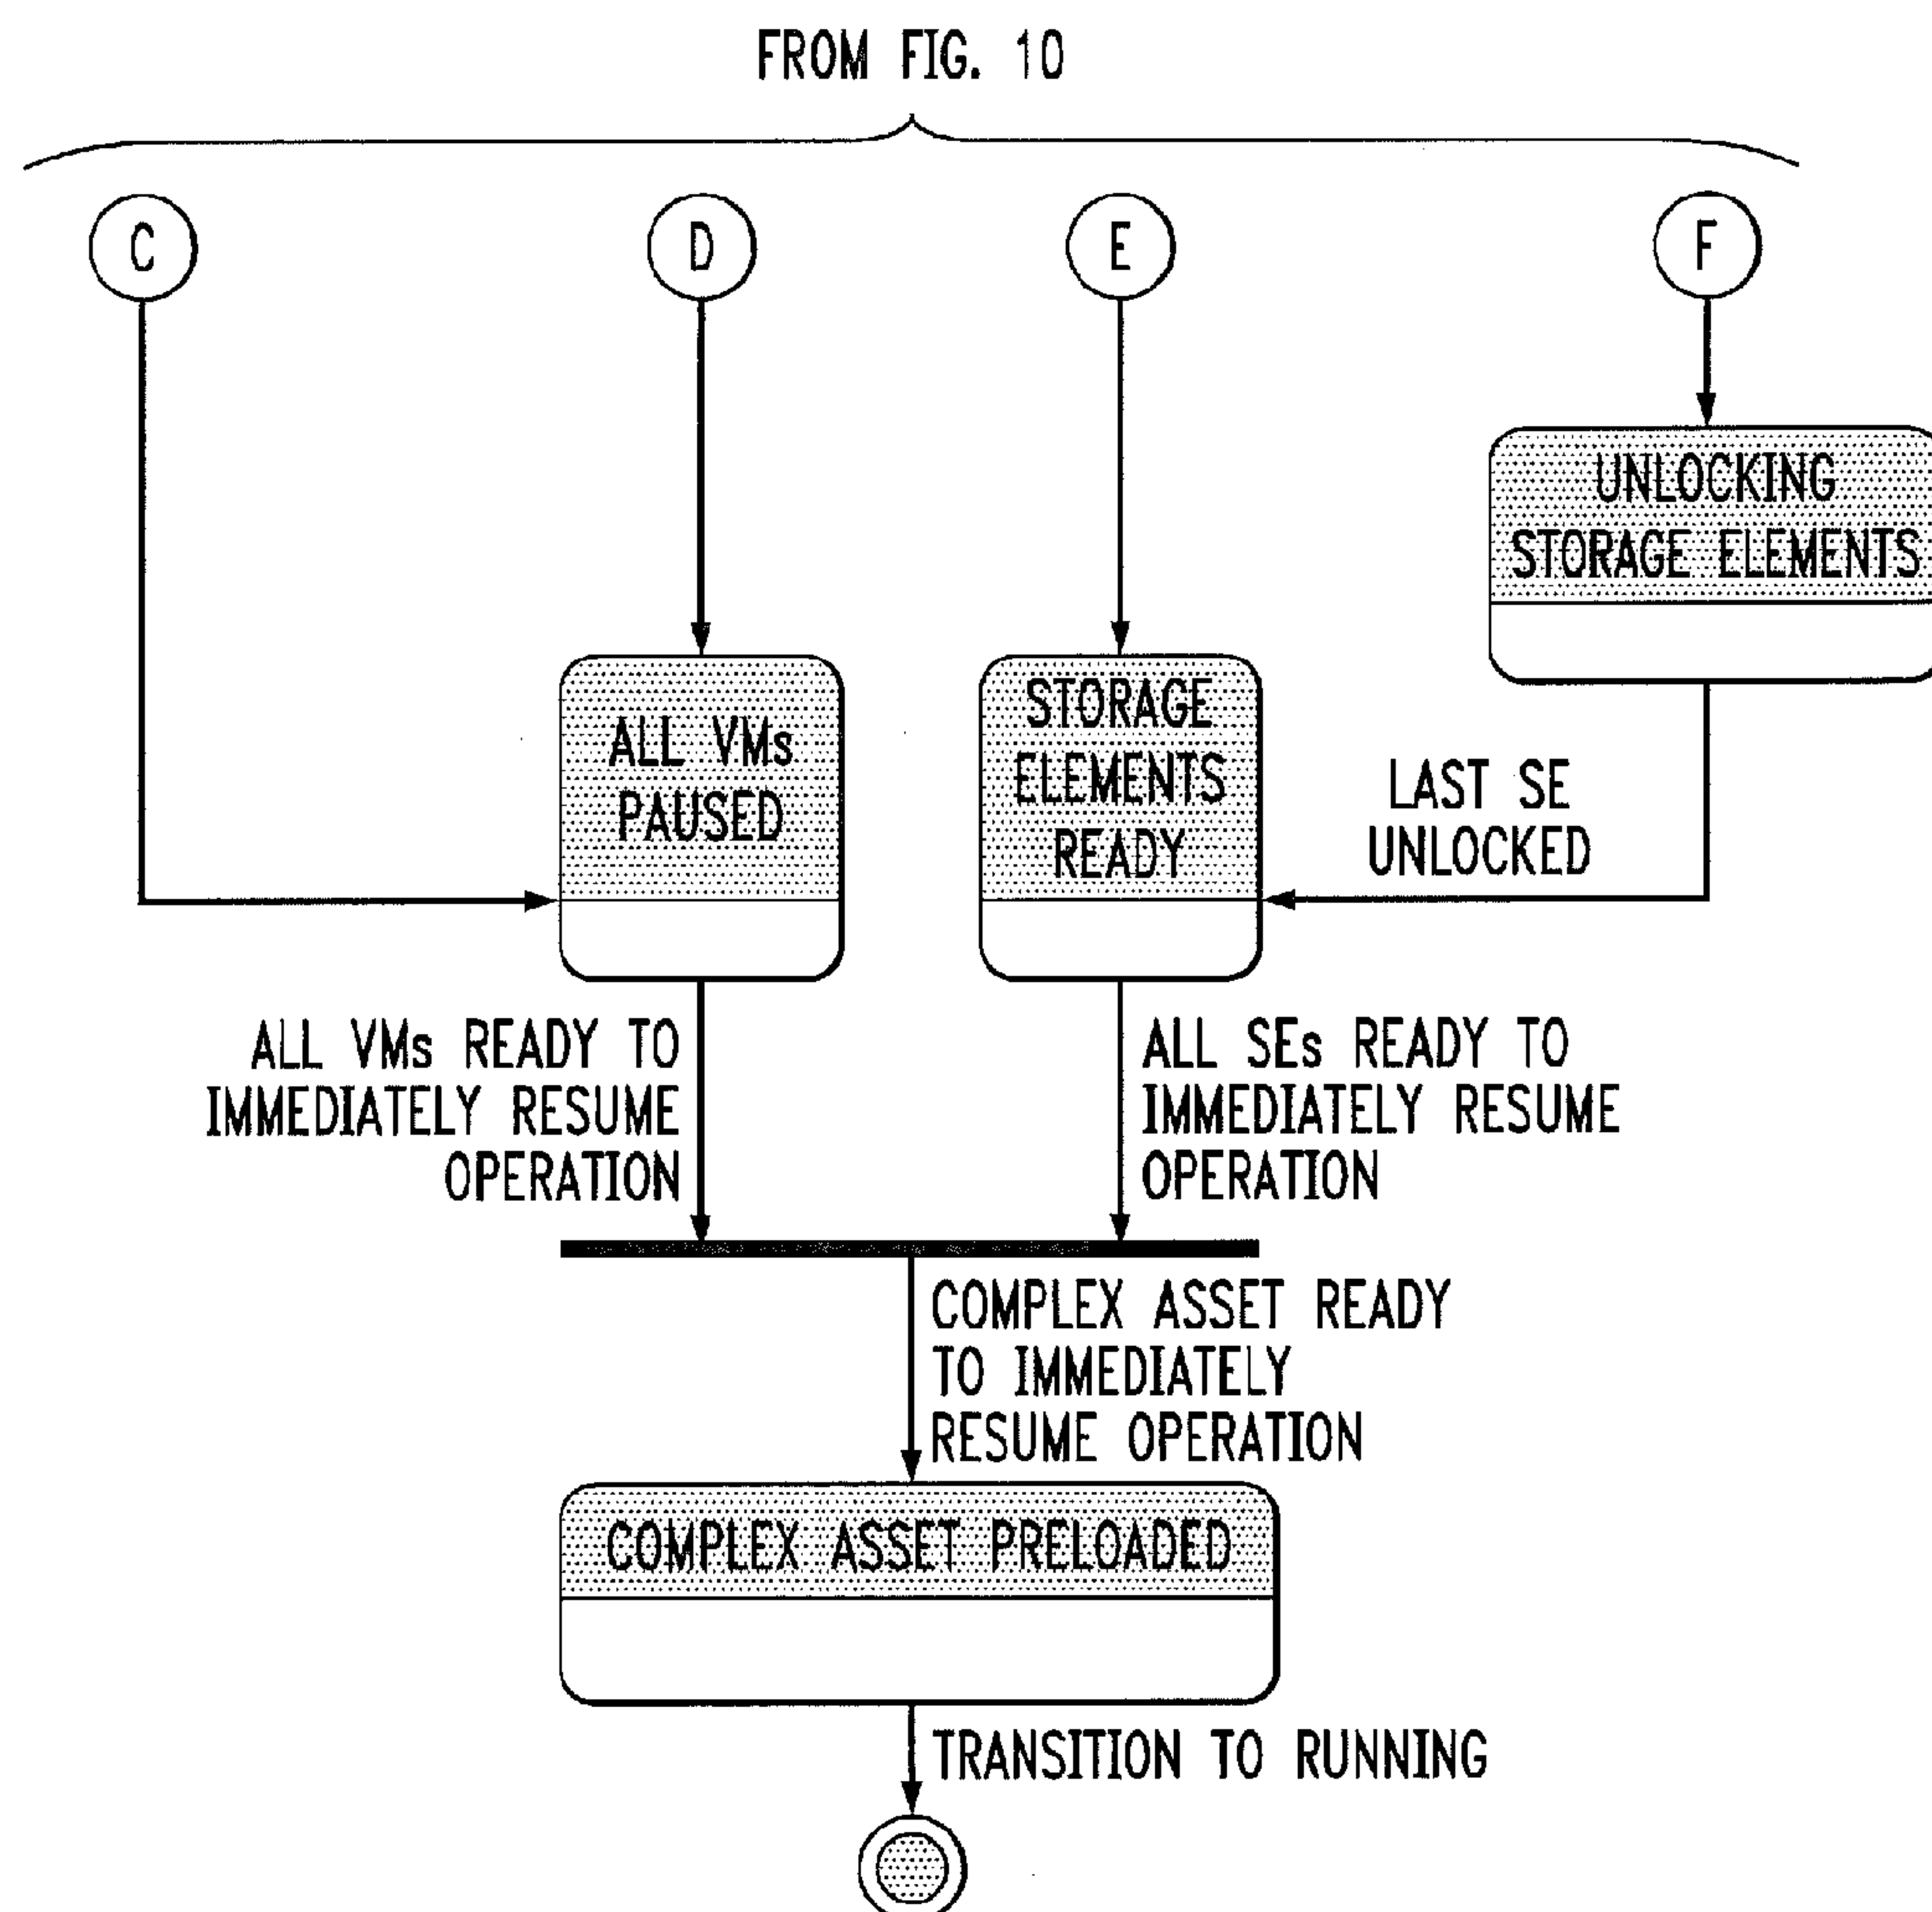 FROM FIG. 10
C
D
E
F
UNLOCKING
STORAGE ELEMENTS
ALL VMs
PAUSED
STORAGE
ELEMENTS
READY
LAST SE
UNLOCKED
ALL VMs READY TO
IMMEDIATELY RESUME
OPERATION
ALL SEs READY TO
IMMEDIATELY RESUME
OPERATION
COMPLEX ASSET READY
TO IMMEDIATELY
RESUME OPERATION
COMPLEX ASSET PRELOADED
TRANSITION TO RUNNING